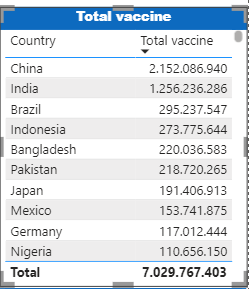 Total vaccine
Country Total vaccine
China 2.152.086.940
India 1.256.236.286
Brazil 295.237.547
Indonesia 273.775.644
Bangladesh 220.036.583
Pakistan 218.720.265
Japan 191.406.913
Mexico 153.741.875
Germany 117.012.444
Nigeria 110.656.150
Total 7.029.767.403